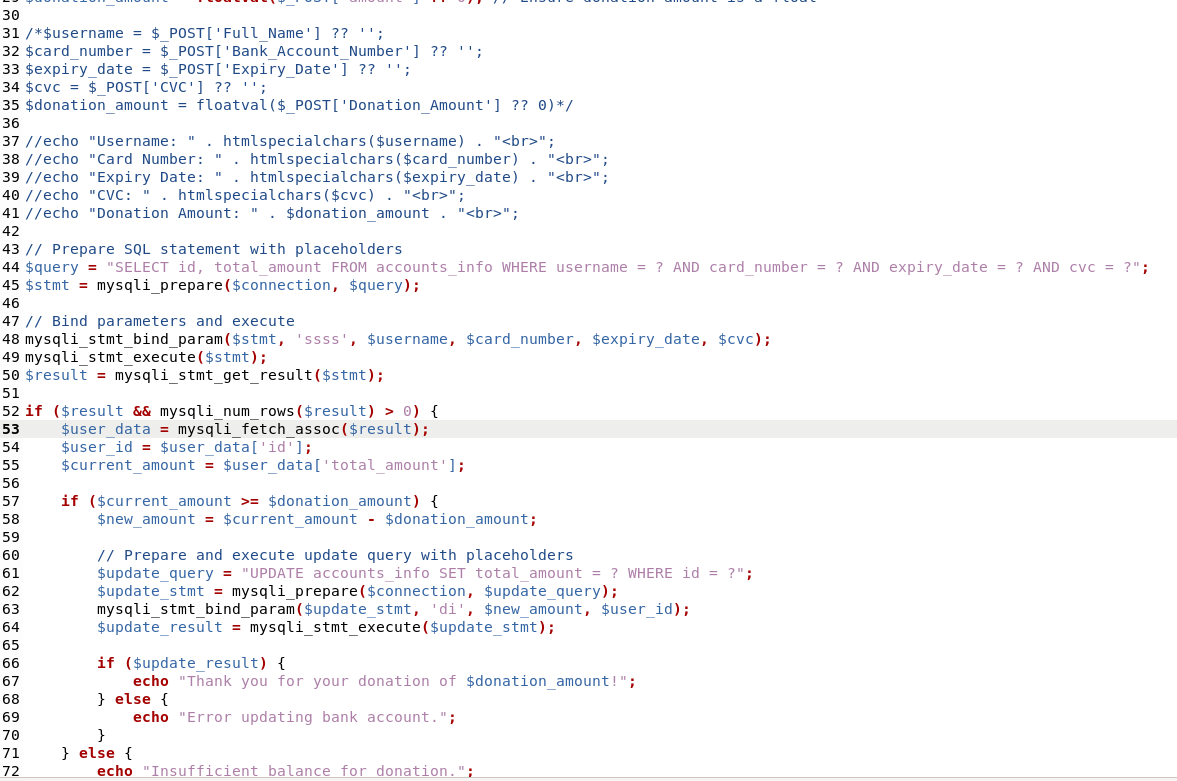 29 $donation_amount = floatval($_POST['amount'] ?? 0); // Ensure donation amount is a float
30
31 /*$username = $_POST['Full_Name'] ?? '';
32 $card_number = $_POST['Bank_Account_Number'] ?? '';
33 $expiry_date = $_POST['Expiry_Date'] ?? '';
34 $cvc = $_POST['CVC'] ?? '';
35 $donation_amount = floatval($_POST['Donation_Amount'] ?? 0)*/
36
37 //echo "Username: " . htmlspecialchars($username) . "<br>";
38 //echo "Card Number: " . htmlspecialchars($card_number) . "<br>";
39 //echo "Expiry Date: " . htmlspecialchars($expiry_date) . "<br>";
40 //echo "CVC: " . htmlspecialchars($cvc) . "<br>";
41 //echo "Donation Amount: " . $donation_amount . "<br>";
42
43 // Prepare SQL statement with placeholders
44 $query = "SELECT id, total_amount FROM accounts_info WHERE username = ? AND card_number = ? AND expiry_date = ? AND cvc = ?";
45 $stmt = mysqli_prepare($connection, $query);
46
47 // Bind parameters and execute
48 mysqli_stmt_bind_param($stmt, 'ssss', $username, $card_number, $expiry_date, $cvc);
49 mysqli_stmt_execute($stmt);
50 $result = mysqli_stmt_get_result($stmt);
51
52 if ($result && mysqli_num_rows($result) > 0) {
53     $user_data = mysqli_fetch_assoc($result);
54     $user_id = $user_data['id'];
55     $current_amount = $user_data['total_amount'];
56
57     if ($current_amount >= $donation_amount) {
58         $new_amount = $current_amount - $donation_amount;
59
60         // Prepare and execute update query with placeholders
61         $update_query = "UPDATE accounts_info SET total_amount = ? WHERE id = ?";
62         $update_stmt = mysqli_prepare($connection, $update_query);
63         mysqli_stmt_bind_param($update_stmt, 'di', $new_amount, $user_id);
64         $update_result = mysqli_stmt_execute($update_stmt);
65
66         if ($update_result) {
67             echo "Thank you for your donation of $donation_amount!";
68         } else {
69             echo "Error updating bank account.";
70         }
71     } else {
72         echo "Insufficient balance for donation.";